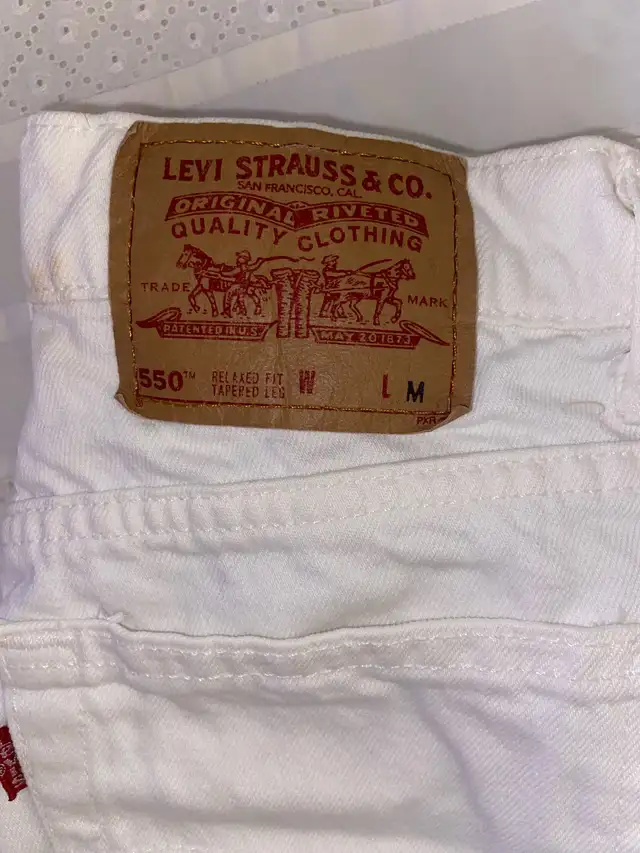 LEVI STRAUSS & CO.
SAN FRANCISCO, CAL.
ORIGINAL RIVETED
QUALITY CLOTHING
TRADE MARK
PATENTED IN U.S. MAY 20 1873
550™ RELAXED FIT W L M
TAPERED LEG
PKR